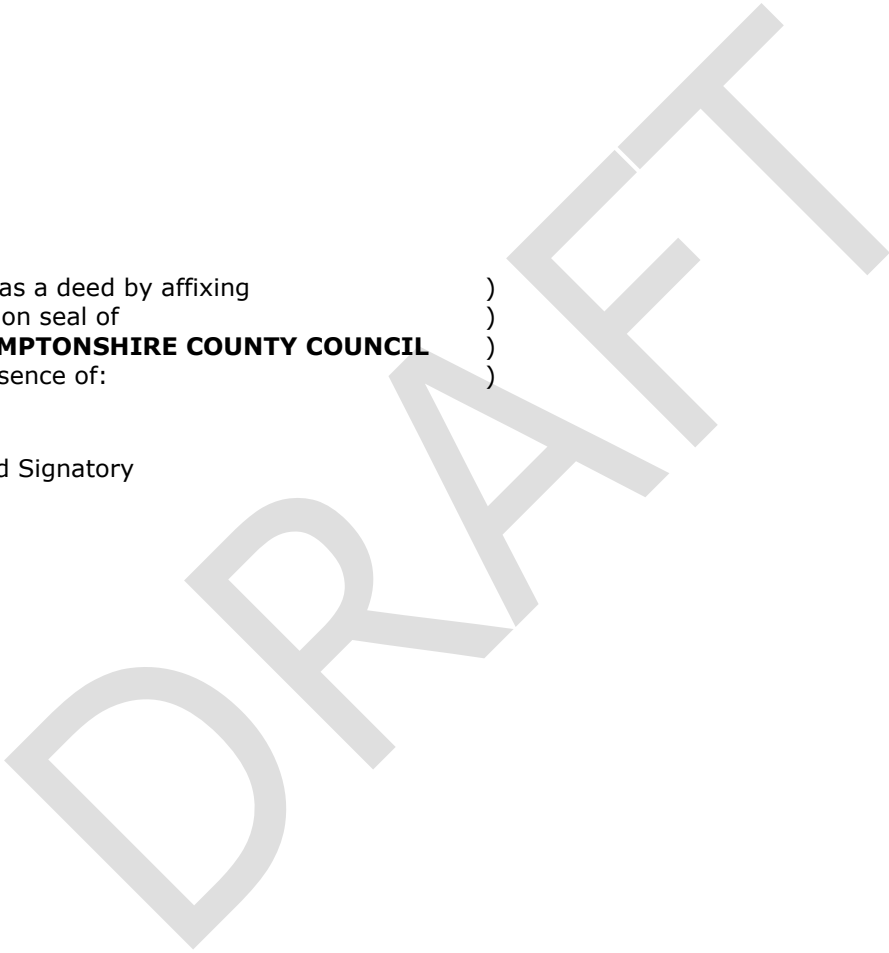 as a deed by affixing )
on seal of )
MPTONSHIRE COUNTY COUNCIL )
sence of: )
d Signatory
DRAFT